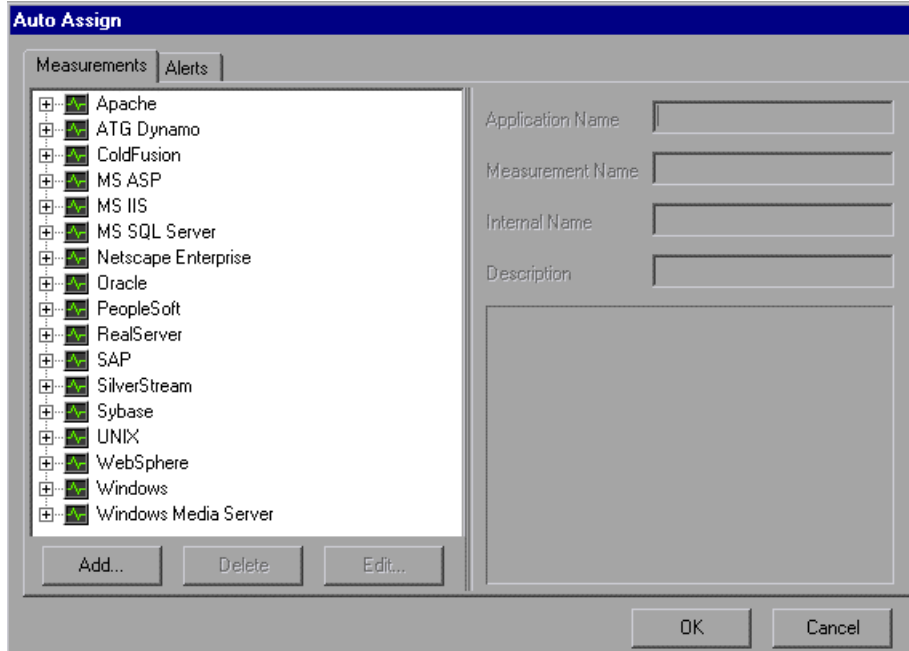 Auto Assign
Measurements
Alerts
Apache
ATG Dynamo
ColdFusion
MS ASP
MS IIS
MS SQL Server
Netscape Enterprise
Oracle
PeopleSoft
RealServer
SAP
SilverStream
Sybase
UNIX
WebSphere
Windows
Windows Media Server
Add...
Delete
Edit...
Application Name
Measurement Name
Internal Name
Description
OK
Cancel